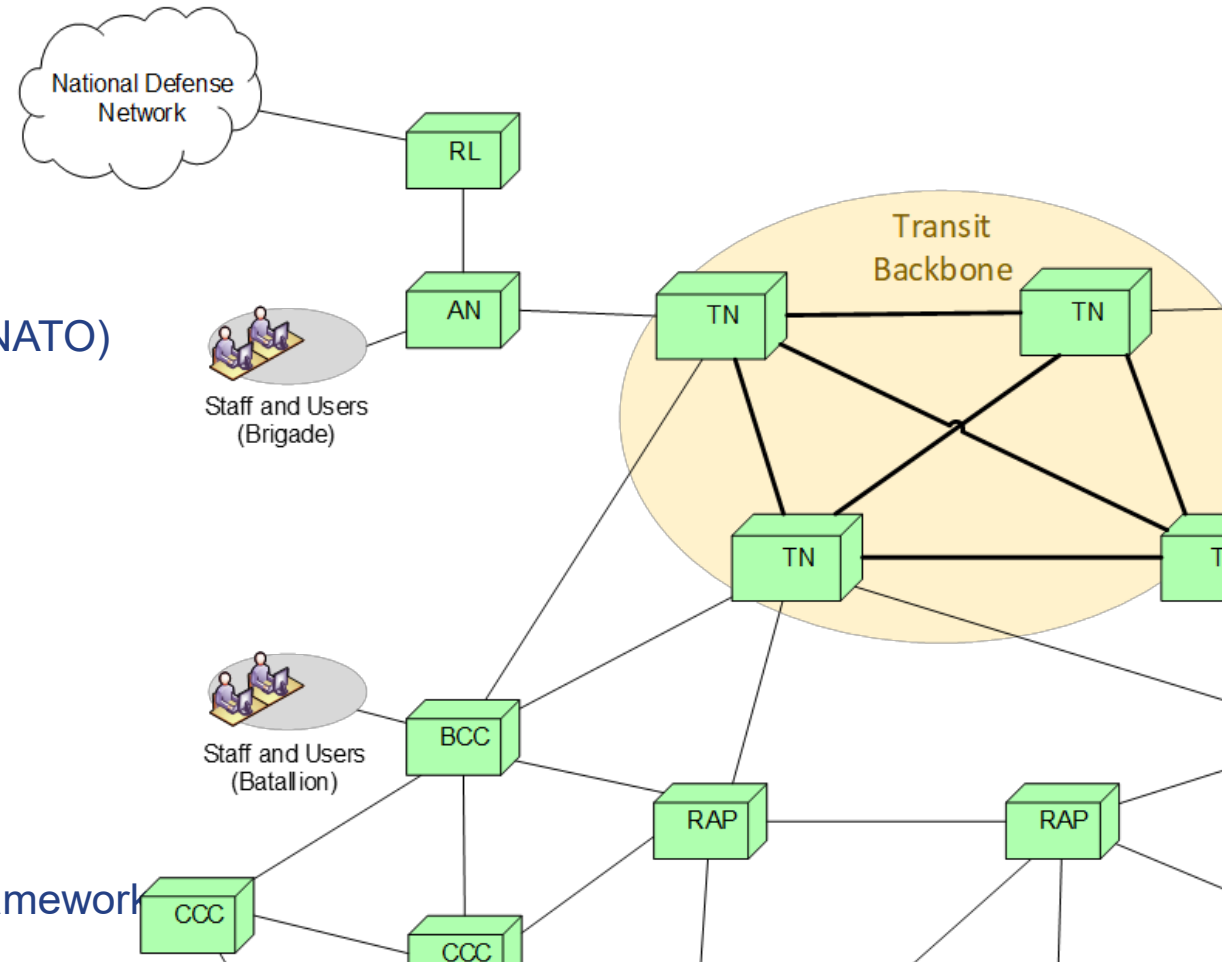 National Defense
Network
RL
Transit
Backbone
AN
TN
TN
NATO)
Staff and Users
(Brigade)
TN
T
BCC
Staff and Users
(Batallion)
RAP
RAP
amework
CCC
CCC